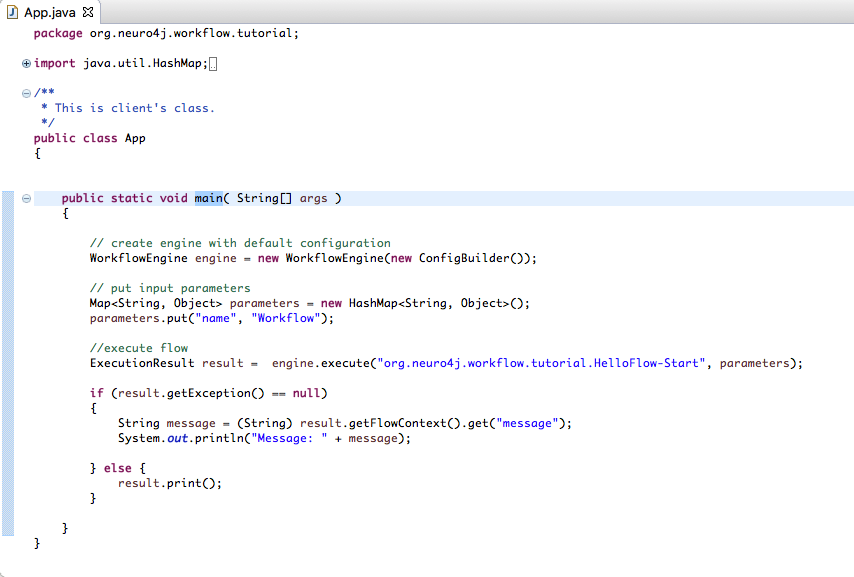 App.java
package org.neuro4j.workflow.tutorial;
import java.util.HashMap;
/**
* This is client's class.
*/
public class App
{
public static void main( String[] args )
{
// create engine with default configuration
WorkflowEngine engine = new WorkflowEngine(new ConfigBuilder());
// put input parameters
Map<String, Object> parameters = new HashMap<String, Object>();
parameters.put("name", "Workflow");
//execute flow
ExecutionResult result =  engine.execute("org.neuro4j.workflow.tutorial.HelloFlow-Start", parameters);
if (result.getException() == null)
{
String message = (String) result.getFlowContext().get("message");
System.out.println("Message: " + message);
} else {
result.print();
}
}
}